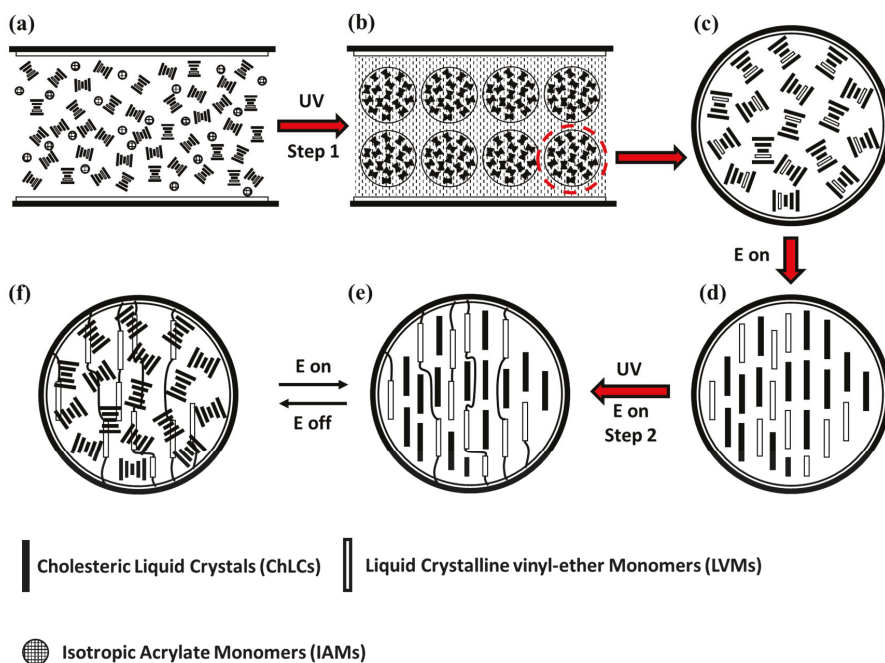 (a)
(b)
(c)
UV
Step 1
E on
(f)
(e)
(d)
E on
E off
UV
E on
Step 2
Cholesteric Liquid Crystals (ChLCs)
Liquid Crystalline vinyl-ether Monomers (LVMs)
Isotropic Acrylate Monomers (IAMs)